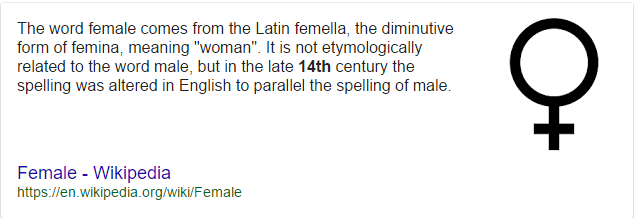 The word female comes from the Latin femella, the diminutive
form of femina, meaning "woman". It is not etymologically
related to the word male, but in the late 14th century the
spelling was altered in English to parallel the spelling of male.
Female - Wikipedia
https://en.wikipedia.org/wiki/Female